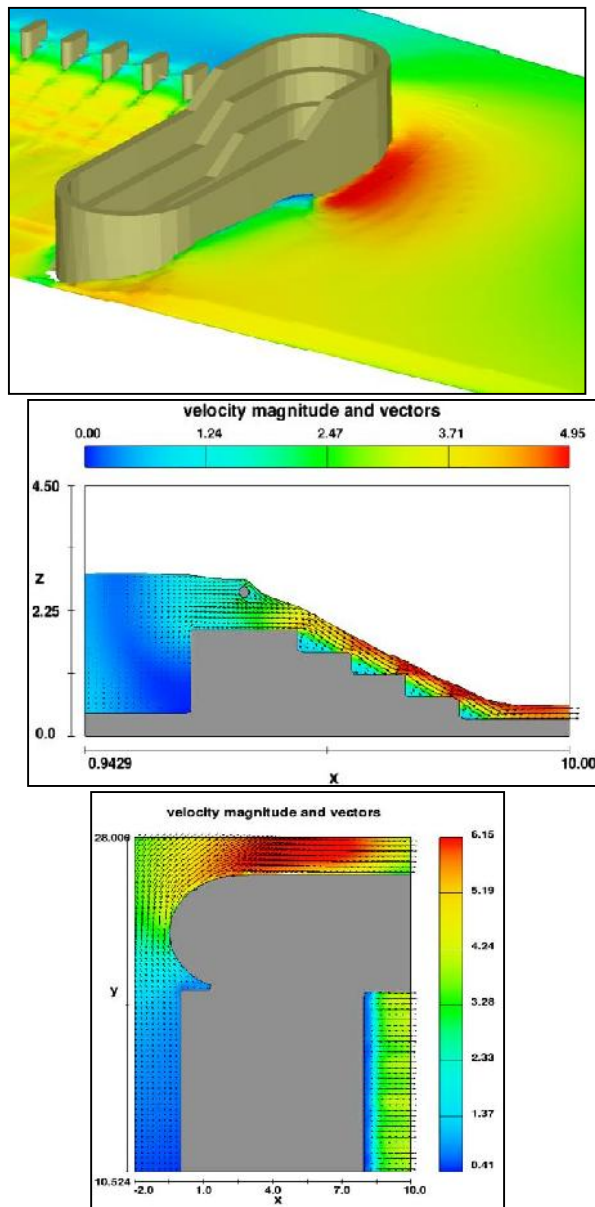 velocity magnitude and vectors
0.00 1.24 2.47 3.71 4.95
4.50
z
2.25
0.0
0.9429 10.00
x
velocity magnitude and vectors
28.006 6.15
5.19
4.24
y 3.28
2.33
1.37
10.524 0.41
-2.0 1.0 4.0 7.0 10.0
x